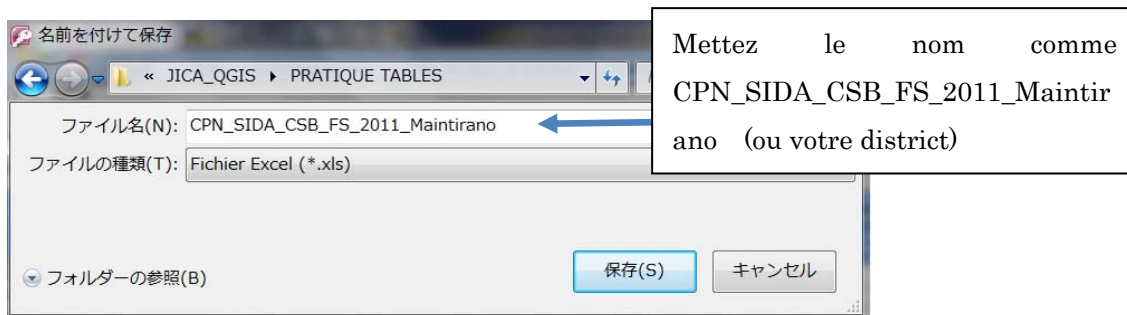 名前を付けて保存
« JICA_QGIS ▸ PRATIQUE TABLES
ファイル名(N): CPN_SIDA_CSB_FS_2011_Maintirano
ファイルの種類(T): Fichier Excel (*.xls)
フォルダーの参照(B)
保存(S) キャンセル
Mettez le nom comme
CPN_SIDA_CSB_FS_2011_Maintir
ano (ou votre district)